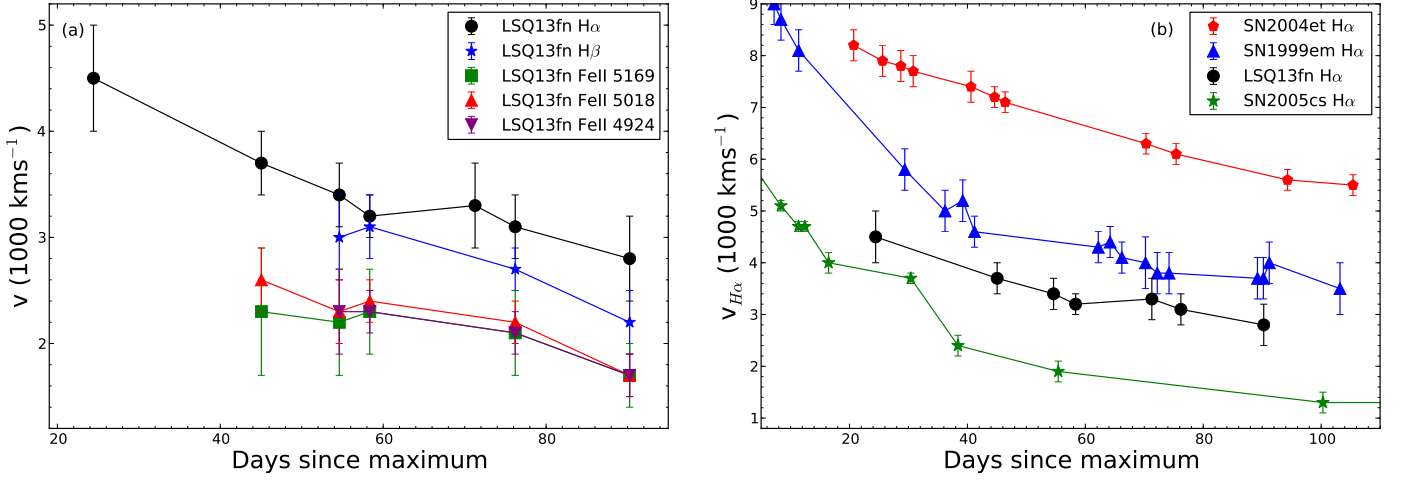 (a)
LSQ13fn Hα
LSQ13fn Hβ
LSQ13fn FeII 5169
LSQ13fn FeII 5018
LSQ13fn FeII 4924
v (1000 kms⁻¹)
5
4
3
2
20 40 60 80
Days since maximum
(b)
SN2004et Hα
SN1999em Hα
LSQ13fn Hα
SN2005cs Hα
v_Hα (1000 kms⁻¹)
9
8
7
6
5
4
3
2
1
20 40 60 80 100
Days since maximum